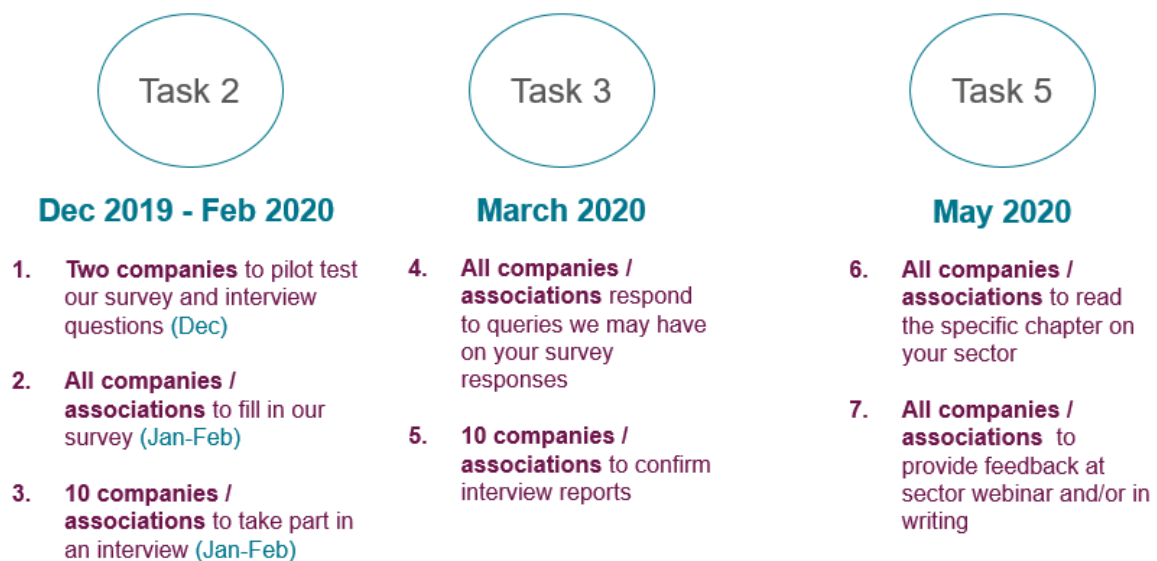 Task 2
Dec 2019 - Feb 2020
1. Two companies to pilot test
our survey and interview
questions (Dec)
2. All companies /
associations to fill in our
survey (Jan-Feb)
3. 10 companies /
associations to take part in
an interview (Jan-Feb)
Task 3
March 2020
4. All companies /
associations respond
to queries we may have
on your survey
responses
5. 10 companies /
associations to confirm
interview reports
Task 5
May 2020
6. All companies /
associations to read
the specific chapter on
your sector
7. All companies /
associations to
provide feedback at
sector webinar and/or in
writing